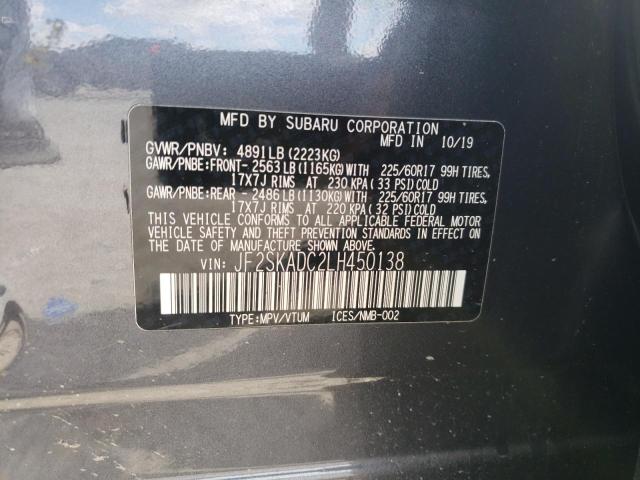 MFD BY SUBARU CORPORATION
GVWR/PNBV: 4891LB (2223KG) MFD IN 10/19
GAWR/PNBE:FRONT-2563LB(1165KG)WITH 225/60R17 99H TIRES,
17X7J RIMS AT 230 KPA (33 PSI)COLD
GAWR/PNBE:REAR -2486LB(1130KG)WITH 225/60R17 99H TIRES,
17X7J RIMS AT 220 KPA (32 PSI)COLD
THIS VEHICLE CONFORMS TO ALL APPLICABLE FEDERAL MOTOR
VEHICLE SAFETY AND THEFT PREVENTION STANDARDS IN EFFECT
ON THE DATE OF MANUFACTURE SHOWN ABOVE.
VIN: JF2SKADC2LH450138
TYPE:MPV/VTUM ICES/NMB-002